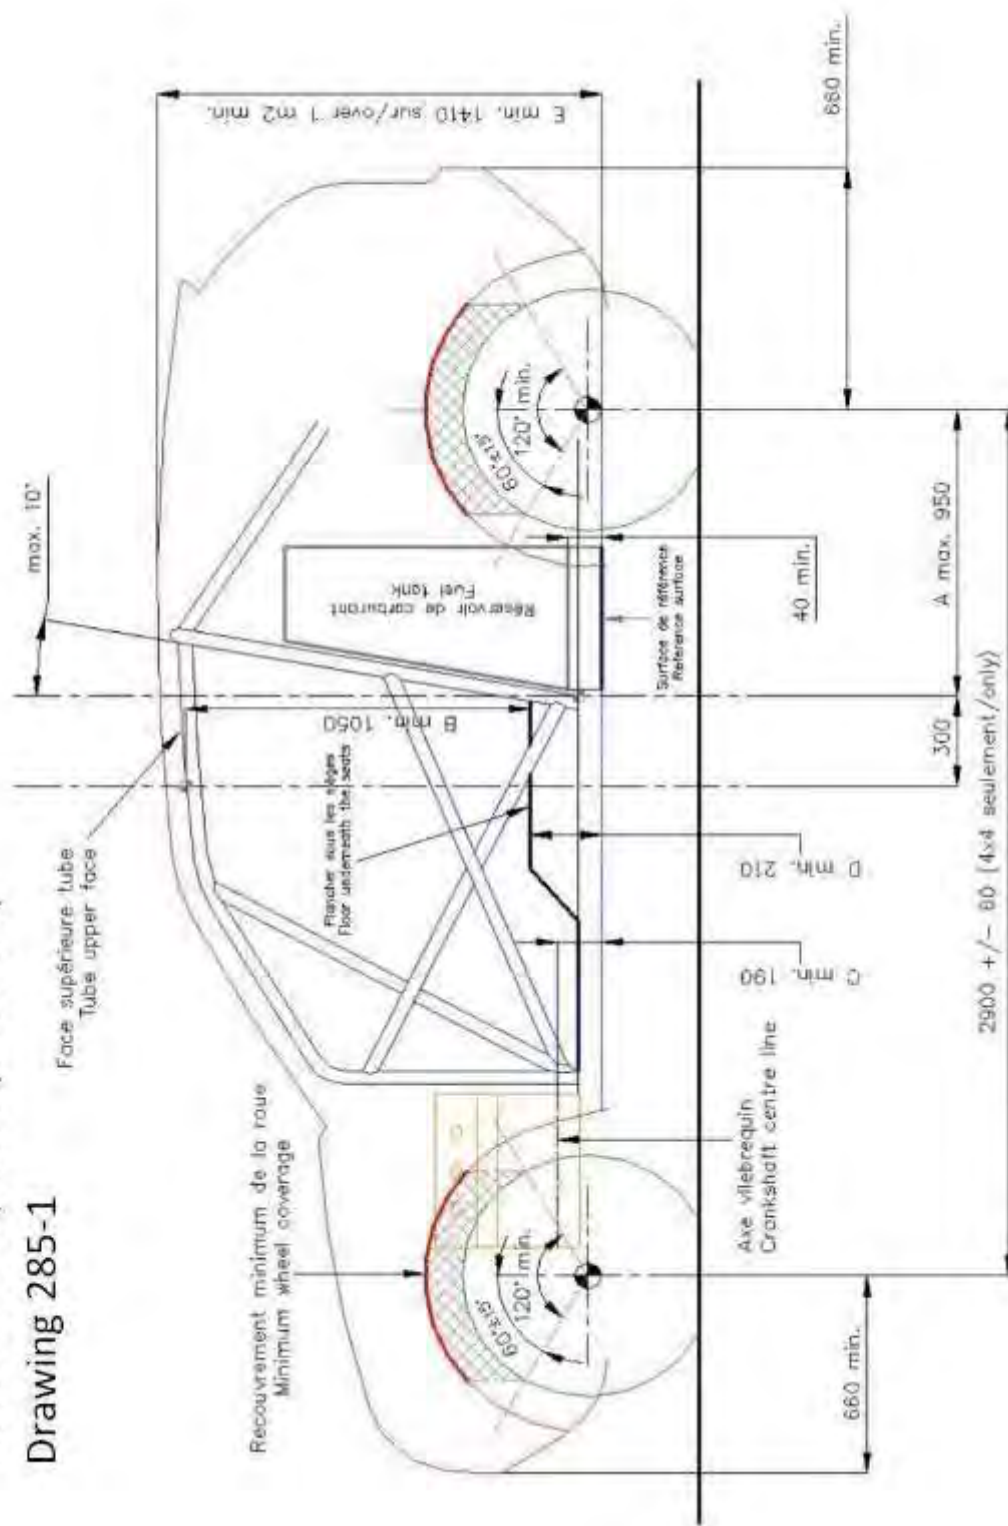 Drawing 285-1
Face supérieure tube
Tube upper face
max. 10°
E min. 1410 sur/over 1 m2 min.
Recouvrement minimum de la roue
Minimum wheel coverage
Plancher sous les sièges
Floor underneath the seats
B min. 1050
Réservoir de carburant
Fuel tank
60°±15°
120° min.
60°±15°
120° min.
Surface de référence
Reference surface
Axe vilebrequin
Crankshaft centre line
C min. 190
D min. 210
40 min.
660 min.
300
A max. 950
660 min.
2900 +/- 60 (4x4 seulement/only)